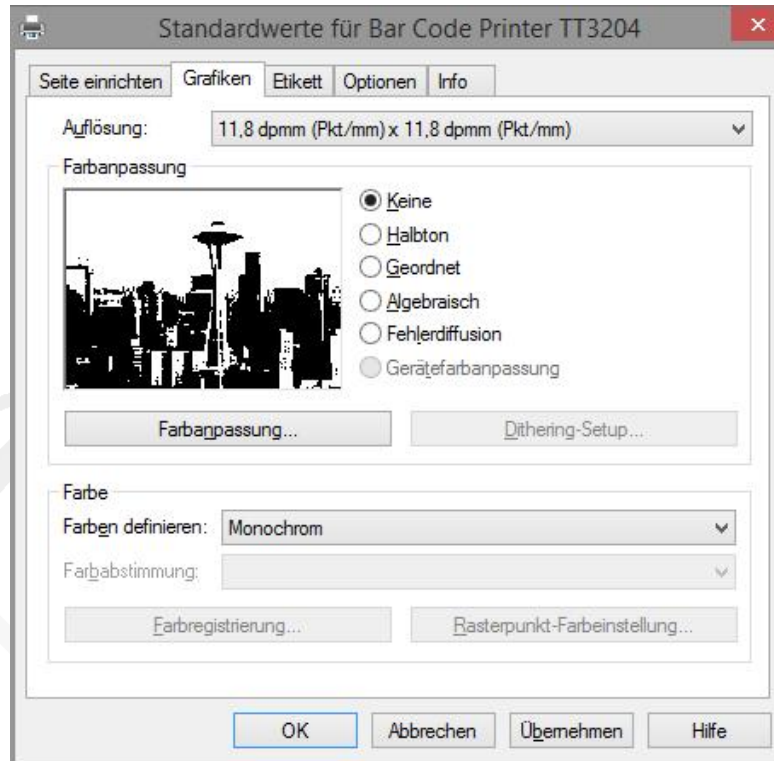 Standardwerte für Bar Code Printer TT3204
Seite einrichten Grafiken Etikett Optionen Info
Auflösung: 11,8 dpmm (Pkt/mm) x 11,8 dpmm (Pkt/mm)
Farbanpassung
Keine
Halbton
Geordnet
Algebraisch
Fehlerdiffusion
Gerätefarbanpassung
Farbanpassung... Dithering-Setup...
Farbe
Farben definieren: Monochrom
Farbabstimmung:
Farbregistrierung... Rasterpunkt-Farbeinstellung...
OK Abbrechen Übernehmen Hilfe